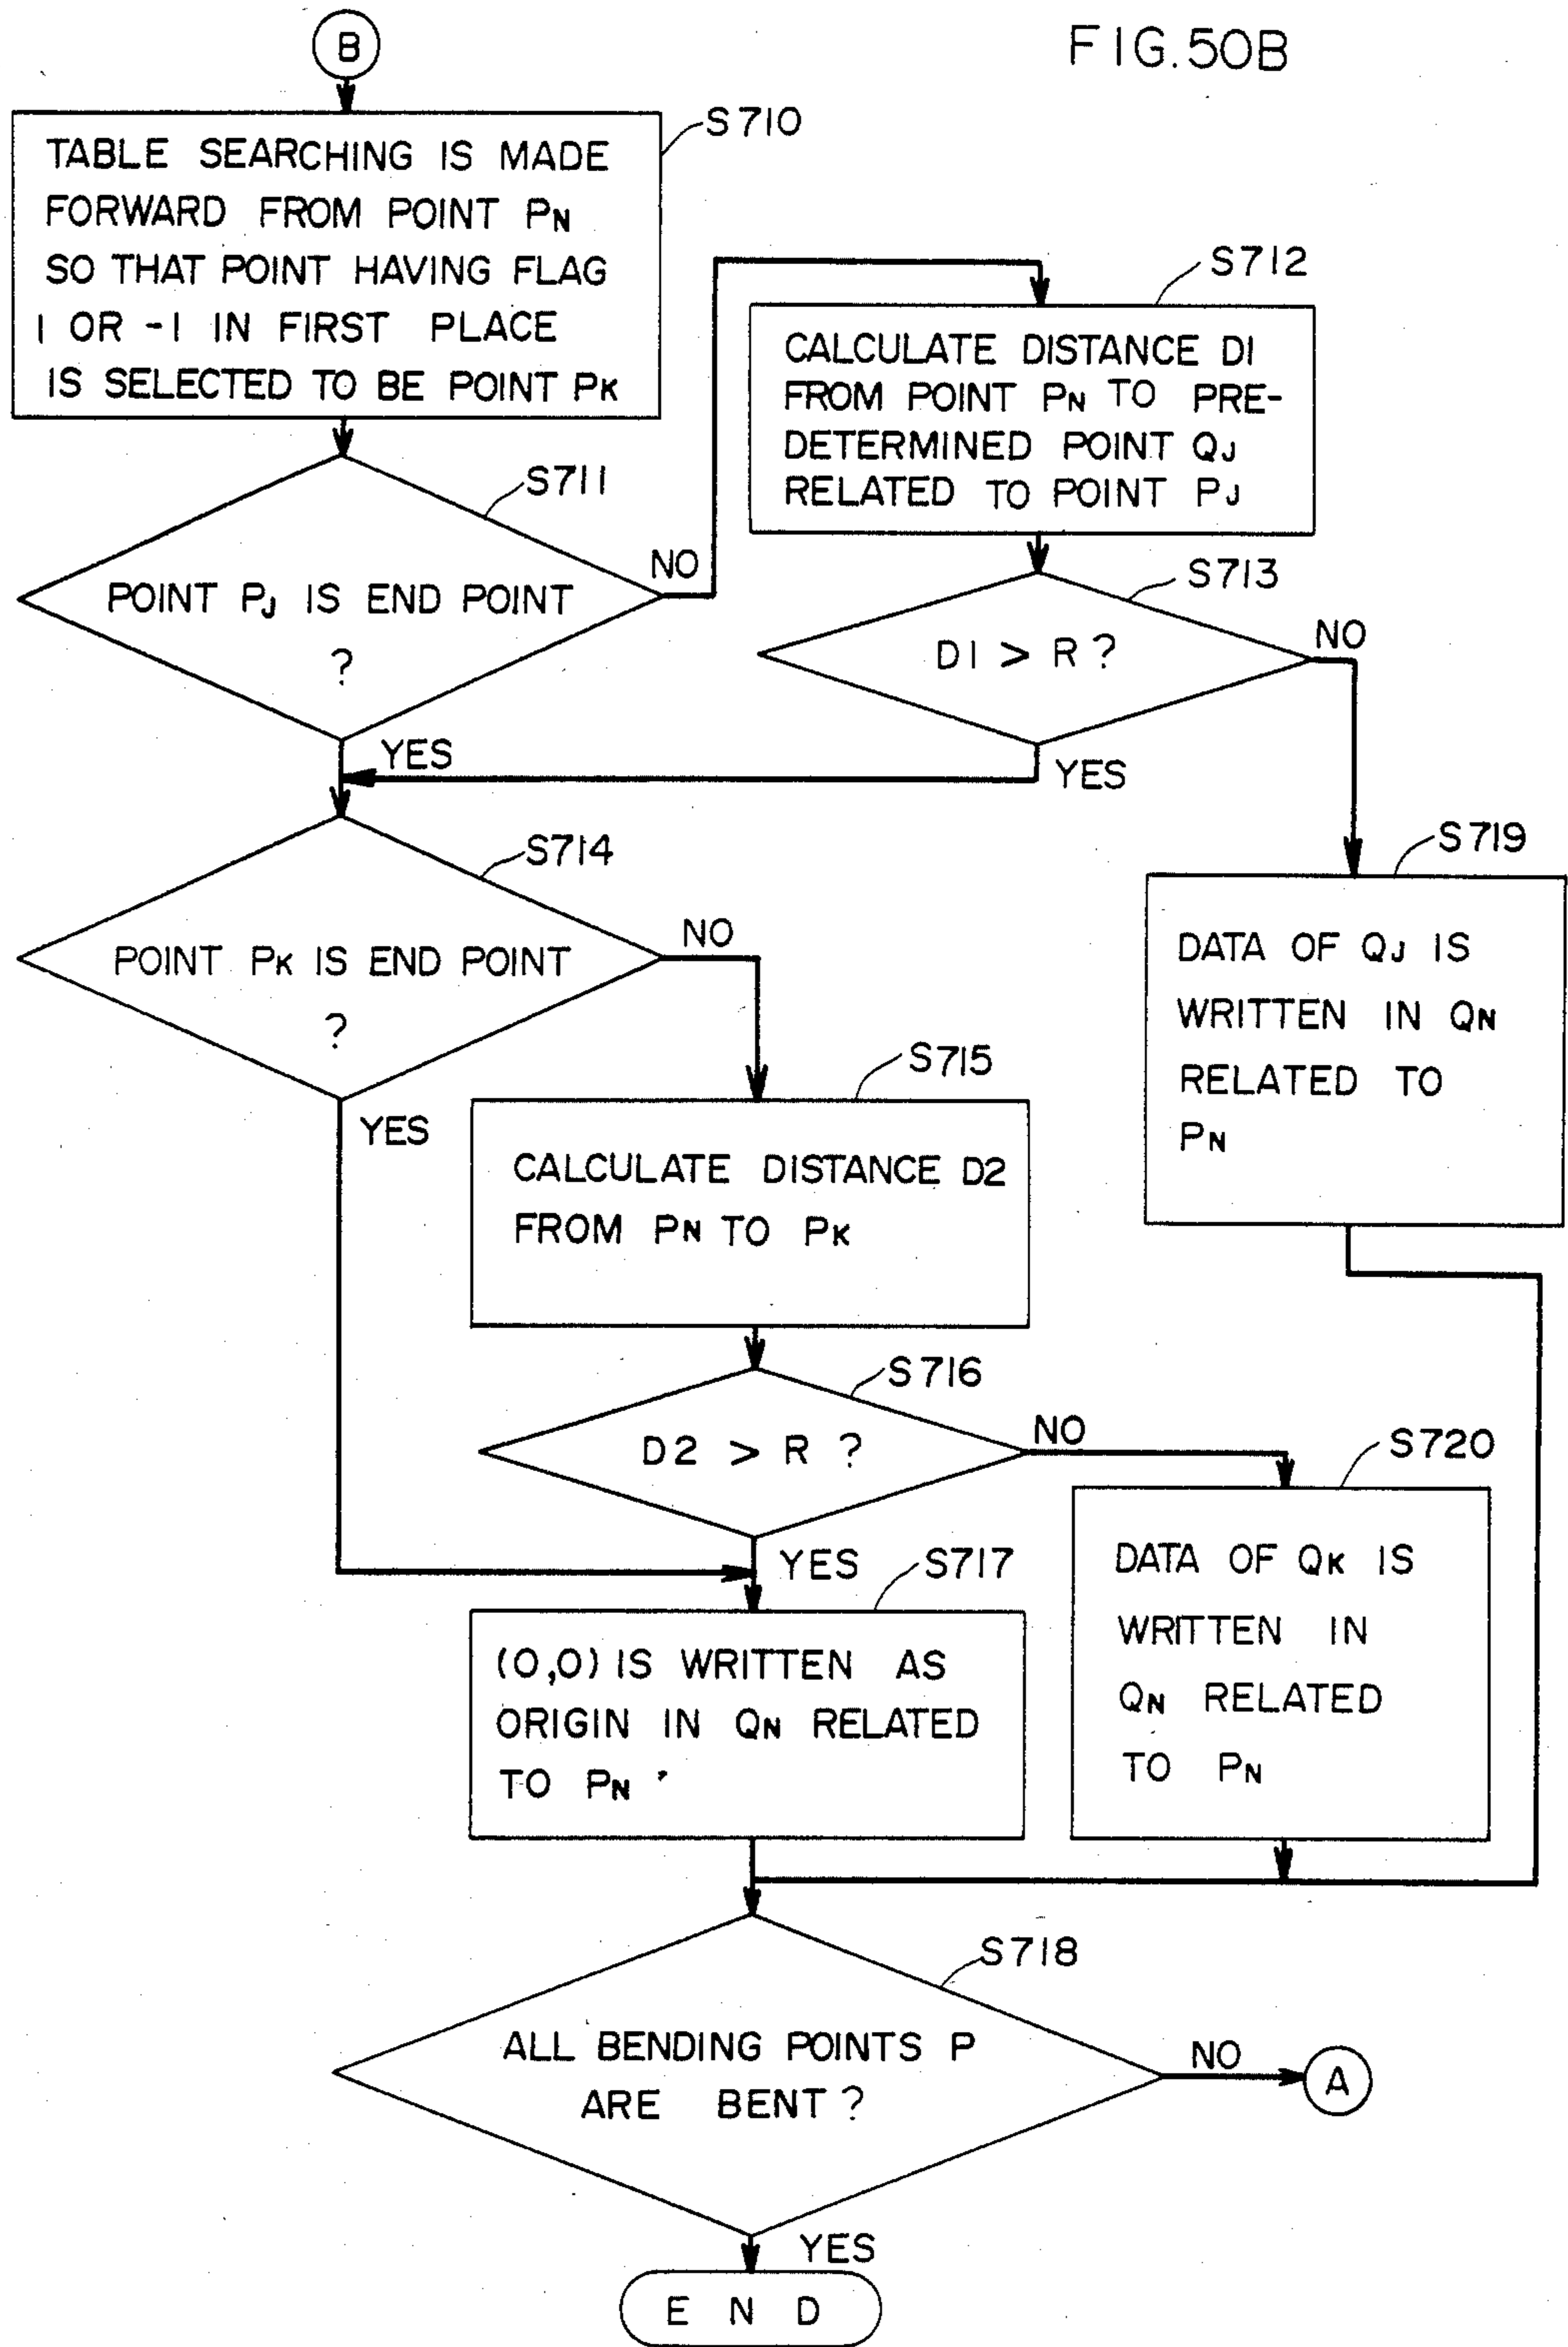 FIG.50B
B
S710
TABLE SEARCHING IS MADE
FORWARD FROM POINT PN
SO THAT POINT HAVING FLAG
1 OR -1 IN FIRST PLACE
IS SELECTED TO BE POINT PK
S711
POINT PJ IS END POINT
?
NO
YES
S712
CALCULATE DISTANCE D1
FROM POINT PN TO PRE-
DETERMINED POINT QJ
RELATED TO POINT PJ
S713
D1 > R ?
NO
YES
S714
POINT PK IS END POINT
?
NO
YES
S719
DATA OF QJ IS
WRITTEN IN QN
RELATED TO
PN
S715
CALCULATE DISTANCE D2
FROM PN TO PK
S716
D2 > R ?
NO
YES
S720
DATA OF QK IS
WRITTEN IN
QN RELATED
TO PN
S717
(0,0) IS WRITTEN AS
ORIGIN IN QN RELATED
TO PN
S718
ALL BENDING POINTS P
ARE BENT ?
NO
A
YES
END